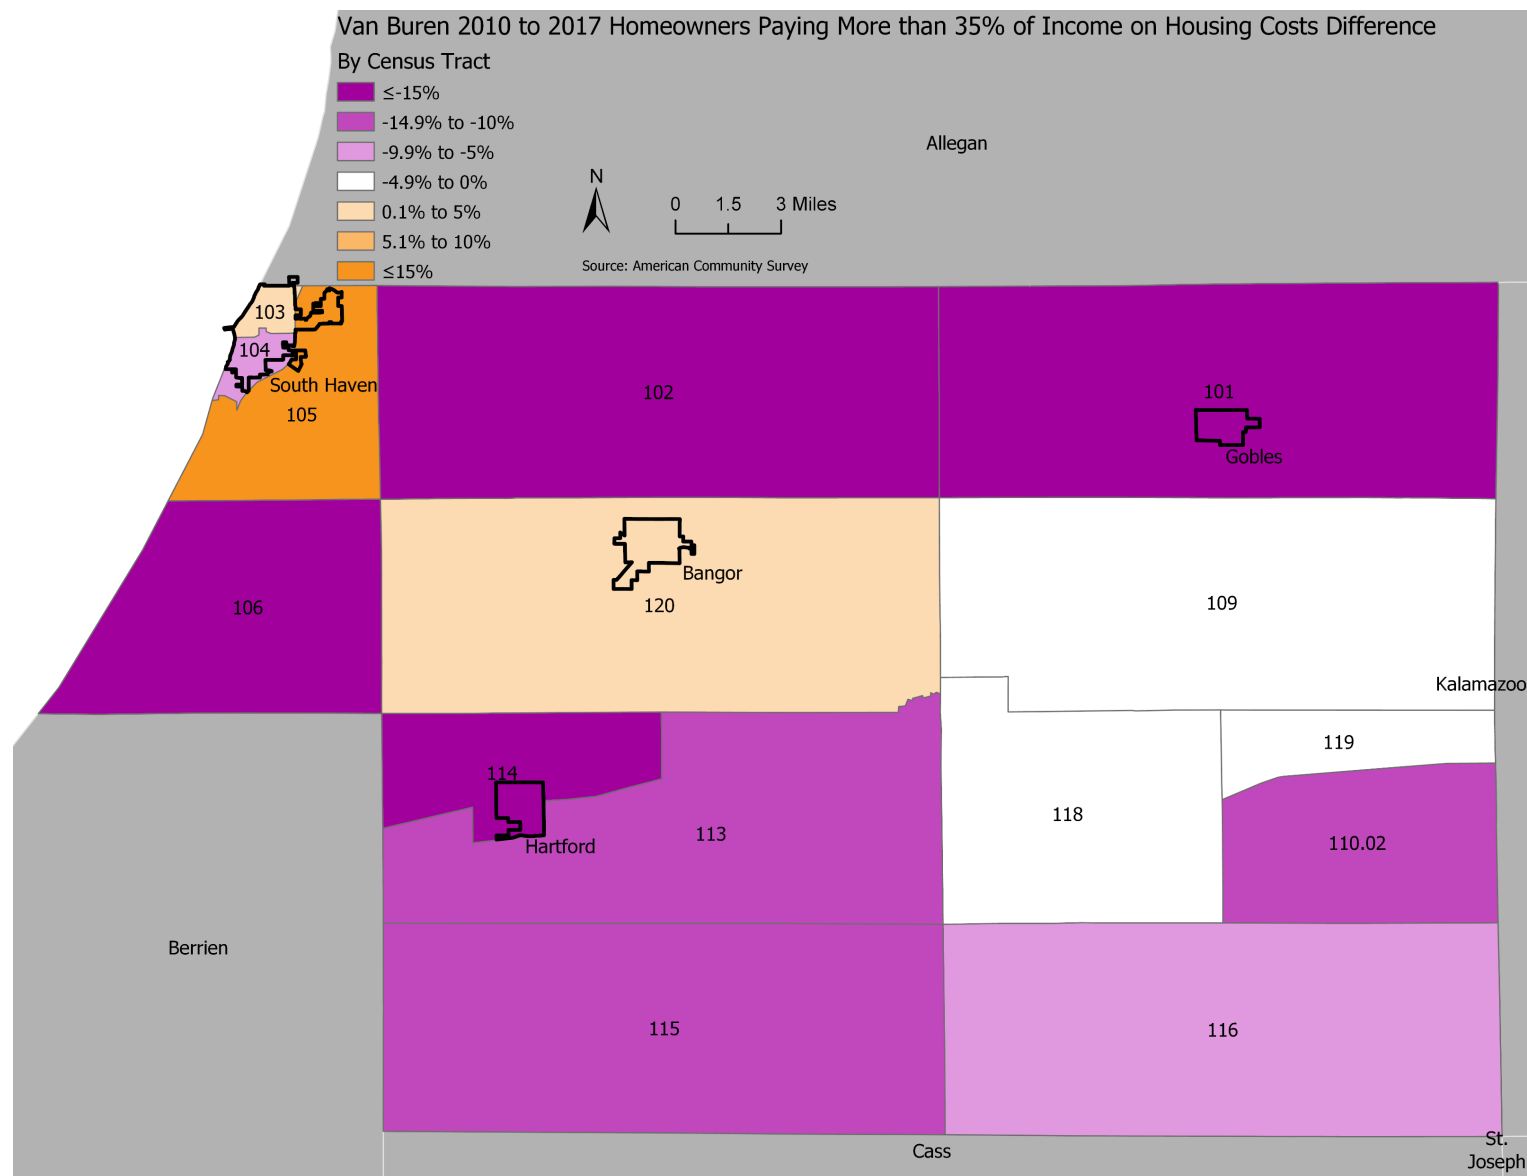 Van Buren 2010 to 2017 Homeowners Paying More than 35% of Income on Housing Costs Difference
By Census Tract
≤-15%
-14.9% to -10%
-9.9% to -5%
-4.9% to 0%
0.1% to 5%
5.1% to 10%
≤15%
N
0 1.5 3 Miles
Source: American Community Survey
Allegan
103
104
South Haven
105
102
101
Gobles
Bangor
120
106
109
Kalamazoo
119
114
Hartford
113
118
110.02
Berrien
115
116
Cass
St.
Joseph